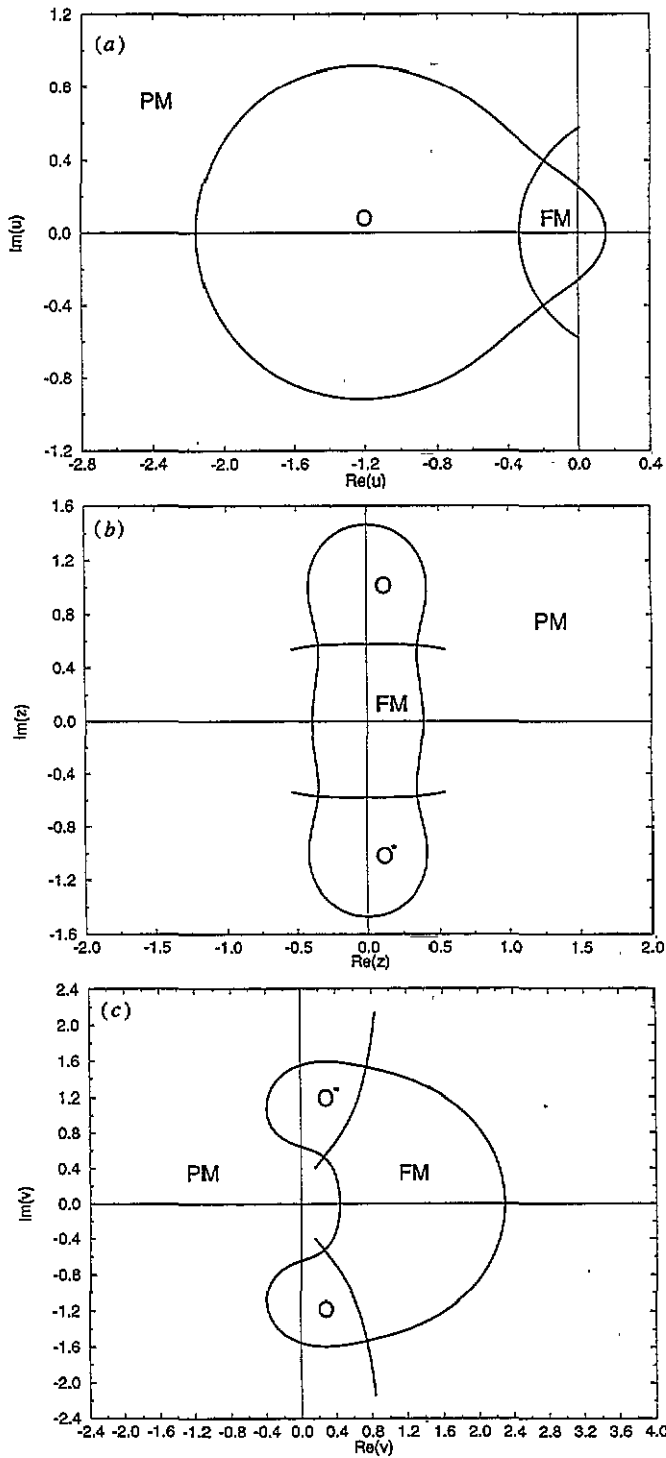 (a)
PM
O
FM
Im(u)
1.2
0.8
0.4
0.0
-0.4
-0.8
-1.2
-2.8 -2.4 -2.0 -1.6 -1.2 -0.8 -0.4 0.0 0.4
Re(u)
(b)
O
PM
FM
O*
Im(z)
1.6
1.2
0.8
0.4
0.0
-0.4
-0.8
-1.2
-1.6
-2.0 -1.5 -1.0 -0.5 0.0 0.5 1.0 1.5 2.0
Re(z)
(c)
O*
PM
FM
O
Im(v)
2.4
2.0
1.6
1.2
0.8
0.4
0.0
-0.4
-0.8
-1.2
-1.6
-2.0
-2.4
-2.4 -2.0 -1.6 -1.2 -0.8 -0.4 0.0 0.4 0.8 1.2 1.6 2.0 2.4 2.8 3.2 3.6 4.0
Re(v)